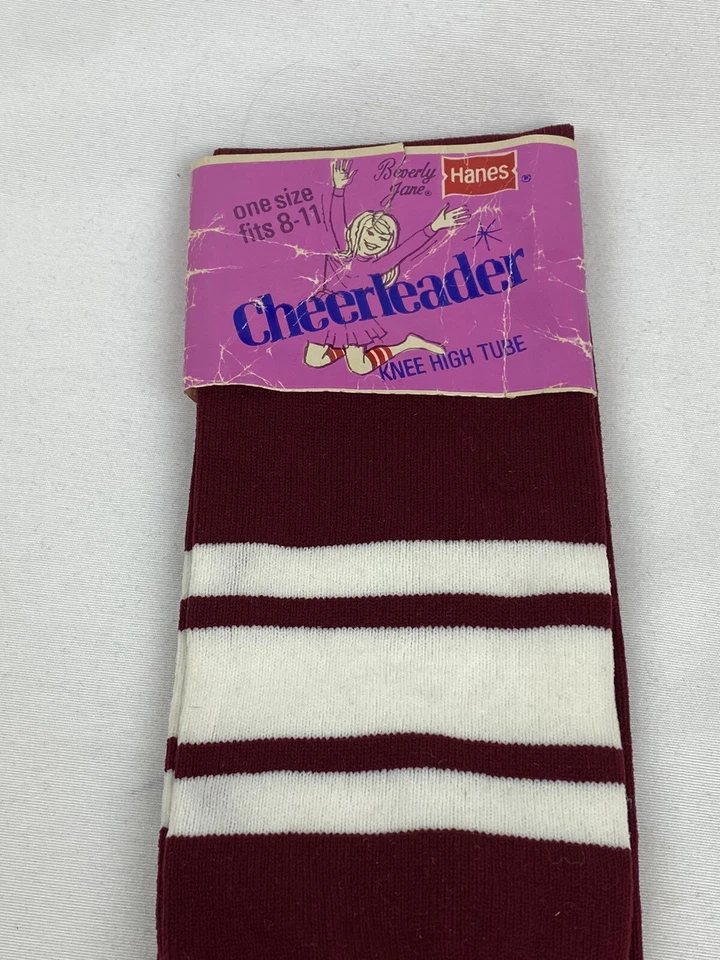 one size
fits 8-11
Beverly
Jane®
Hanes
®
Cheerleader
KNEE HIGH TUBE